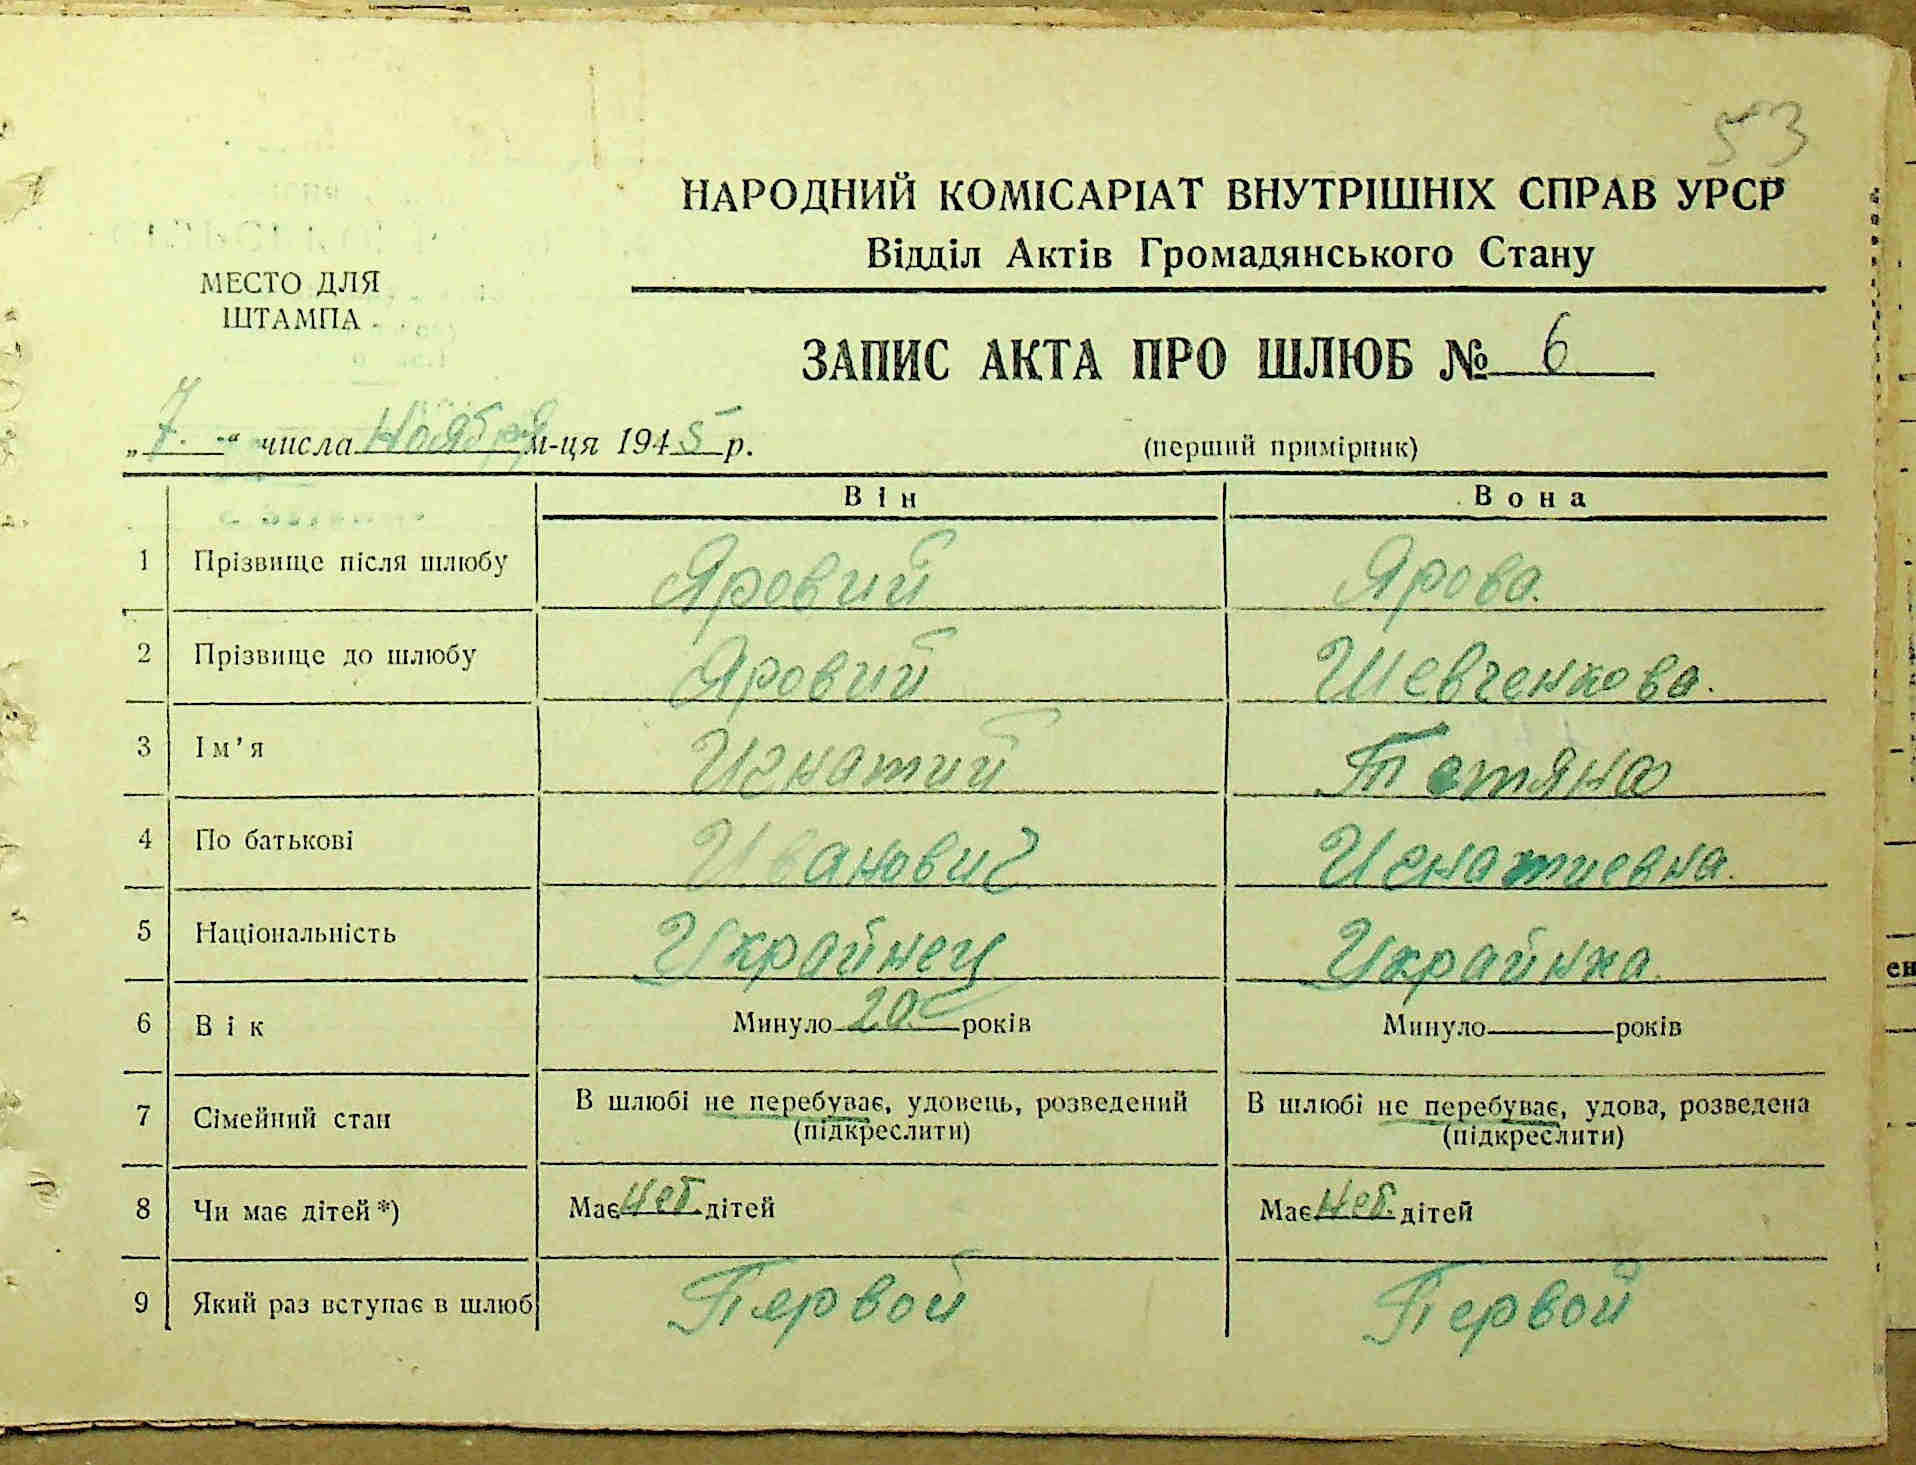 53
НАРОДНИЙ КОМІСАРІАТ ВНУТРІШНІХ СПРАВ УРСР
Відділ Актів Громадянського Стану
МЕСТО ДЛЯ
ШТАМПА
ЗАПИС АКТА ПРО ШЛЮБ № 6
„7.“ числа Ноября м-ця 1945 р.
(перший примірник)
Він Вона
1 Прізвище після шлюбу Яровий Ярова.
2 Прізвище до шлюбу Яровий Шевченкова.
3 Ім’я Игнатий Татяна
4 По батькові Иванович Игнатиевна.
5 Національність Украйнец Украйнка.
6 Вік Минуло 20. років Минуло років
7 Сімейний стан В шлюбі не перебуває, удовець, розведений В шлюбі не перебуває, удова, розведена
(підкреслити) (підкреслити)
8 Чи має дітей*) Має нет. дітей Має нет. дітей
9 Який раз вступає в шлюб Первой Первой
ен